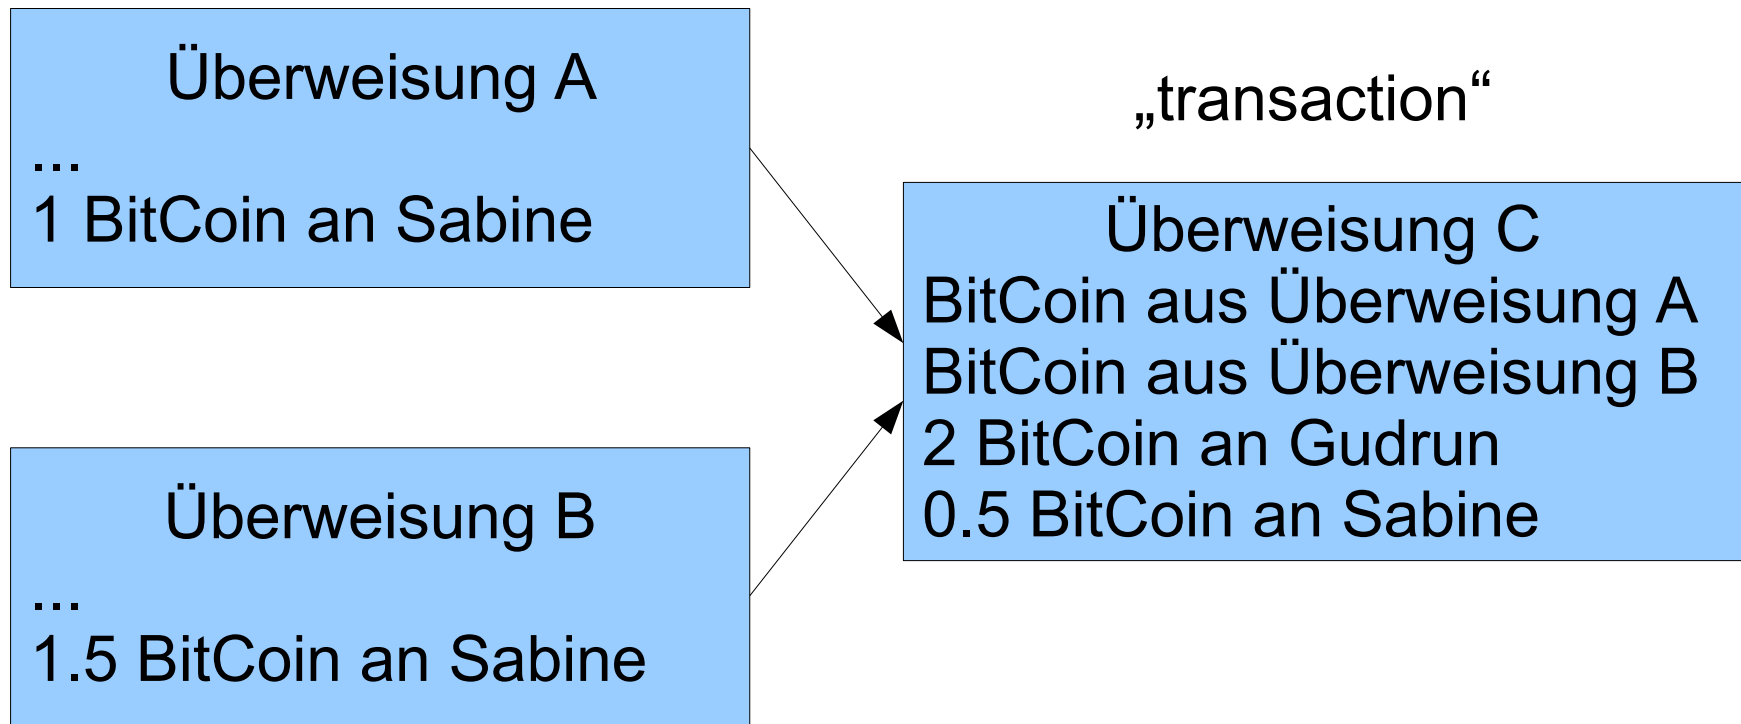 Überweisung A
...
1 BitCoin an Sabine
„transaction“
Überweisung C
BitCoin aus Überweisung A
BitCoin aus Überweisung B
2 BitCoin an Gudrun
0.5 BitCoin an Sabine
Überweisung B
...
1.5 BitCoin an Sabine